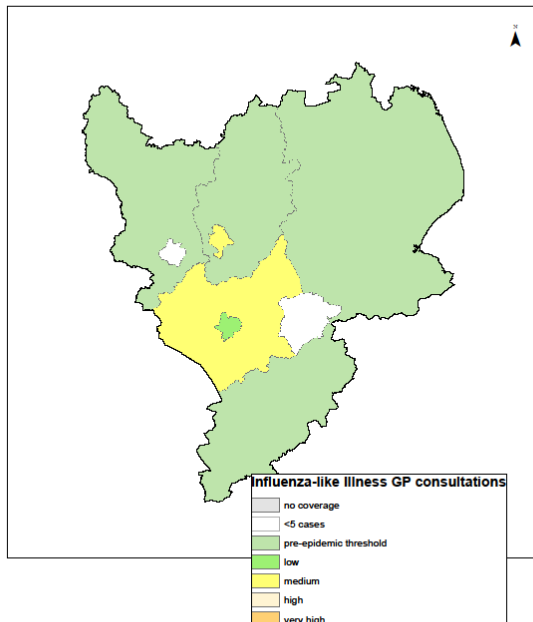 Influenza-like Illness GP consultations
no coverage
<5 cases
pre-epidemic threshold
low
medium
high
very high